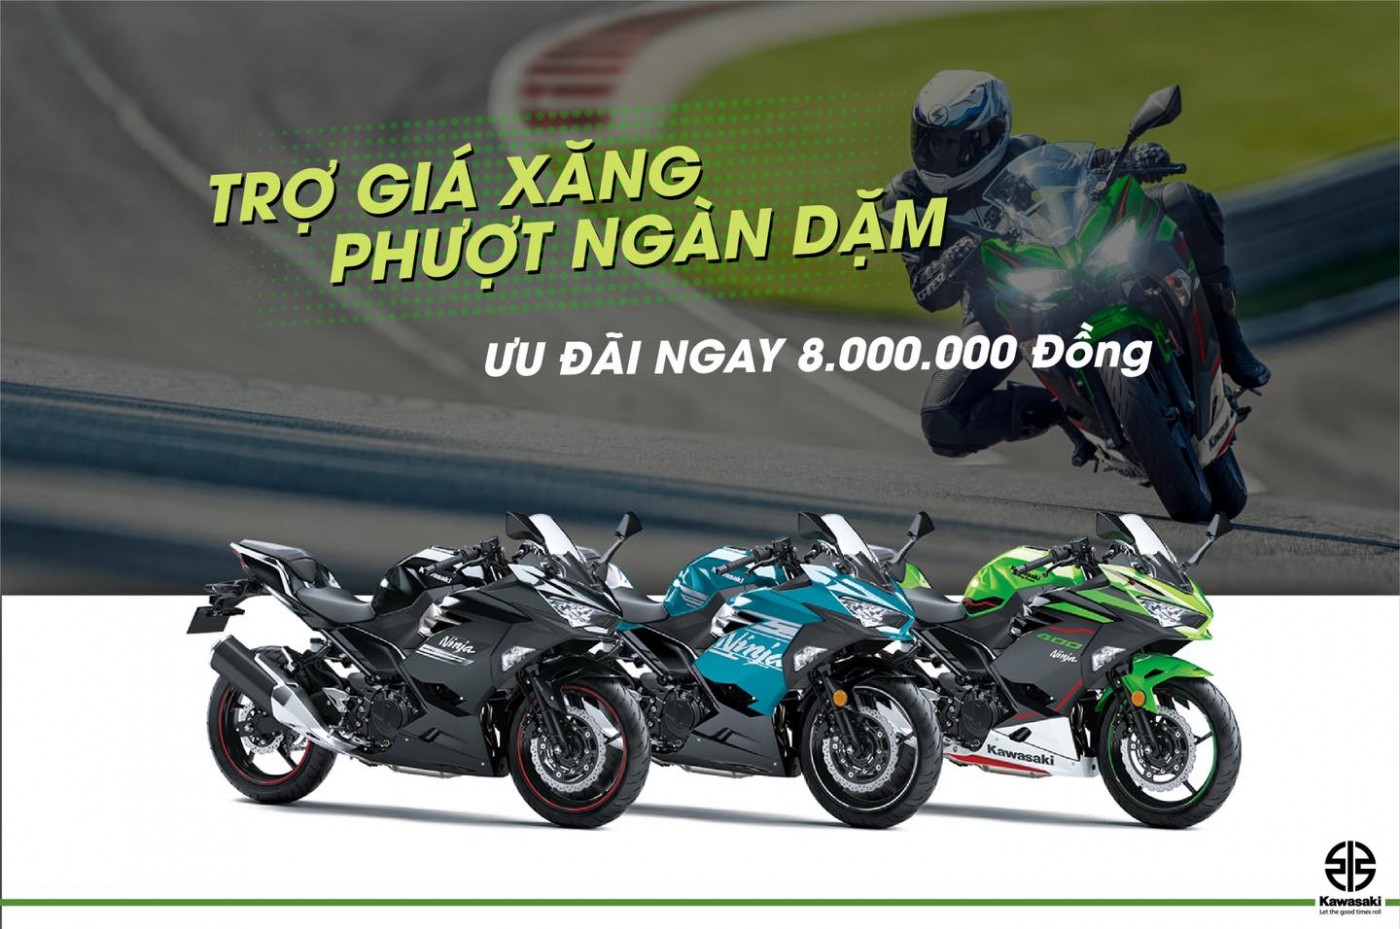 TRỢ GIÁ XĂNG
PHƯỢT NGÀN DẶM
ƯU ĐÃI NGAY 8.000.000 Đồng
Ninja
Kawasaki
Ninja
400
Ninja
Kawasaki
Kawasaki
Let the good times roll